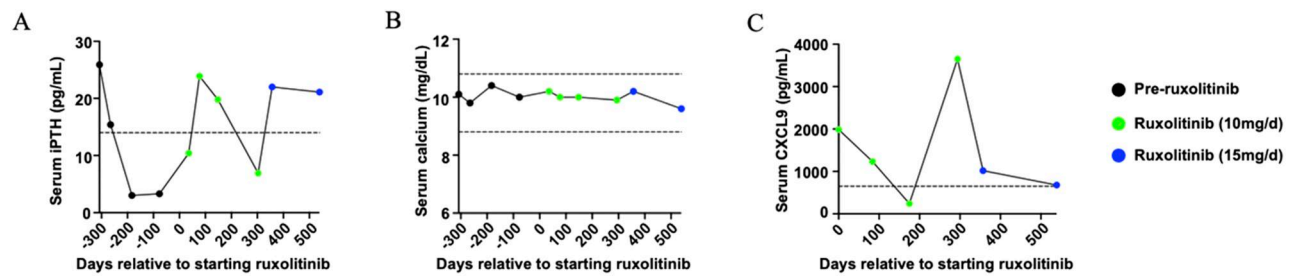 A
Serum iPTH (pg/mL)
30
20
10
0
-300 -200 -100 0 100 200 300 400 500
Days relative to starting ruxolitinib
B
Serum calcium (mg/dL)
12
10
8
6
-300 -200 -100 0 100 200 300 400 500
Days relative to starting ruxolitinib
C
Serum CXCL9 (pg/mL)
4000
3000
2000
1000
0
0 100 200 300 400 500
Days relative to starting ruxolitinib
Pre-ruxolitinib
Ruxolitinib (10mg/d)
Ruxolitinib (15mg/d)